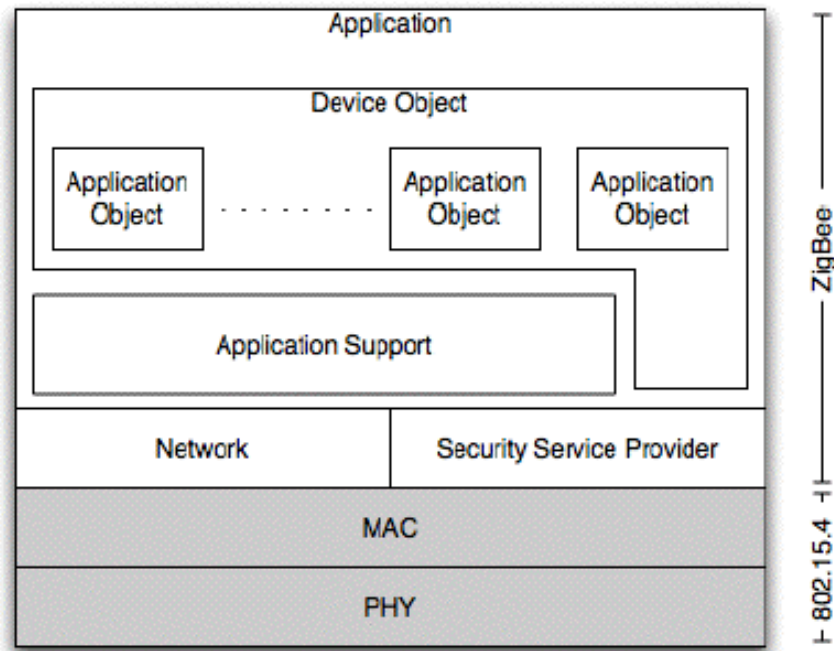 Application
Device Object
Application
Object
Application
Object
Application
Object
Application Support
Network
Security Service Provider
MAC
PHY
ZigBee
802.15.4